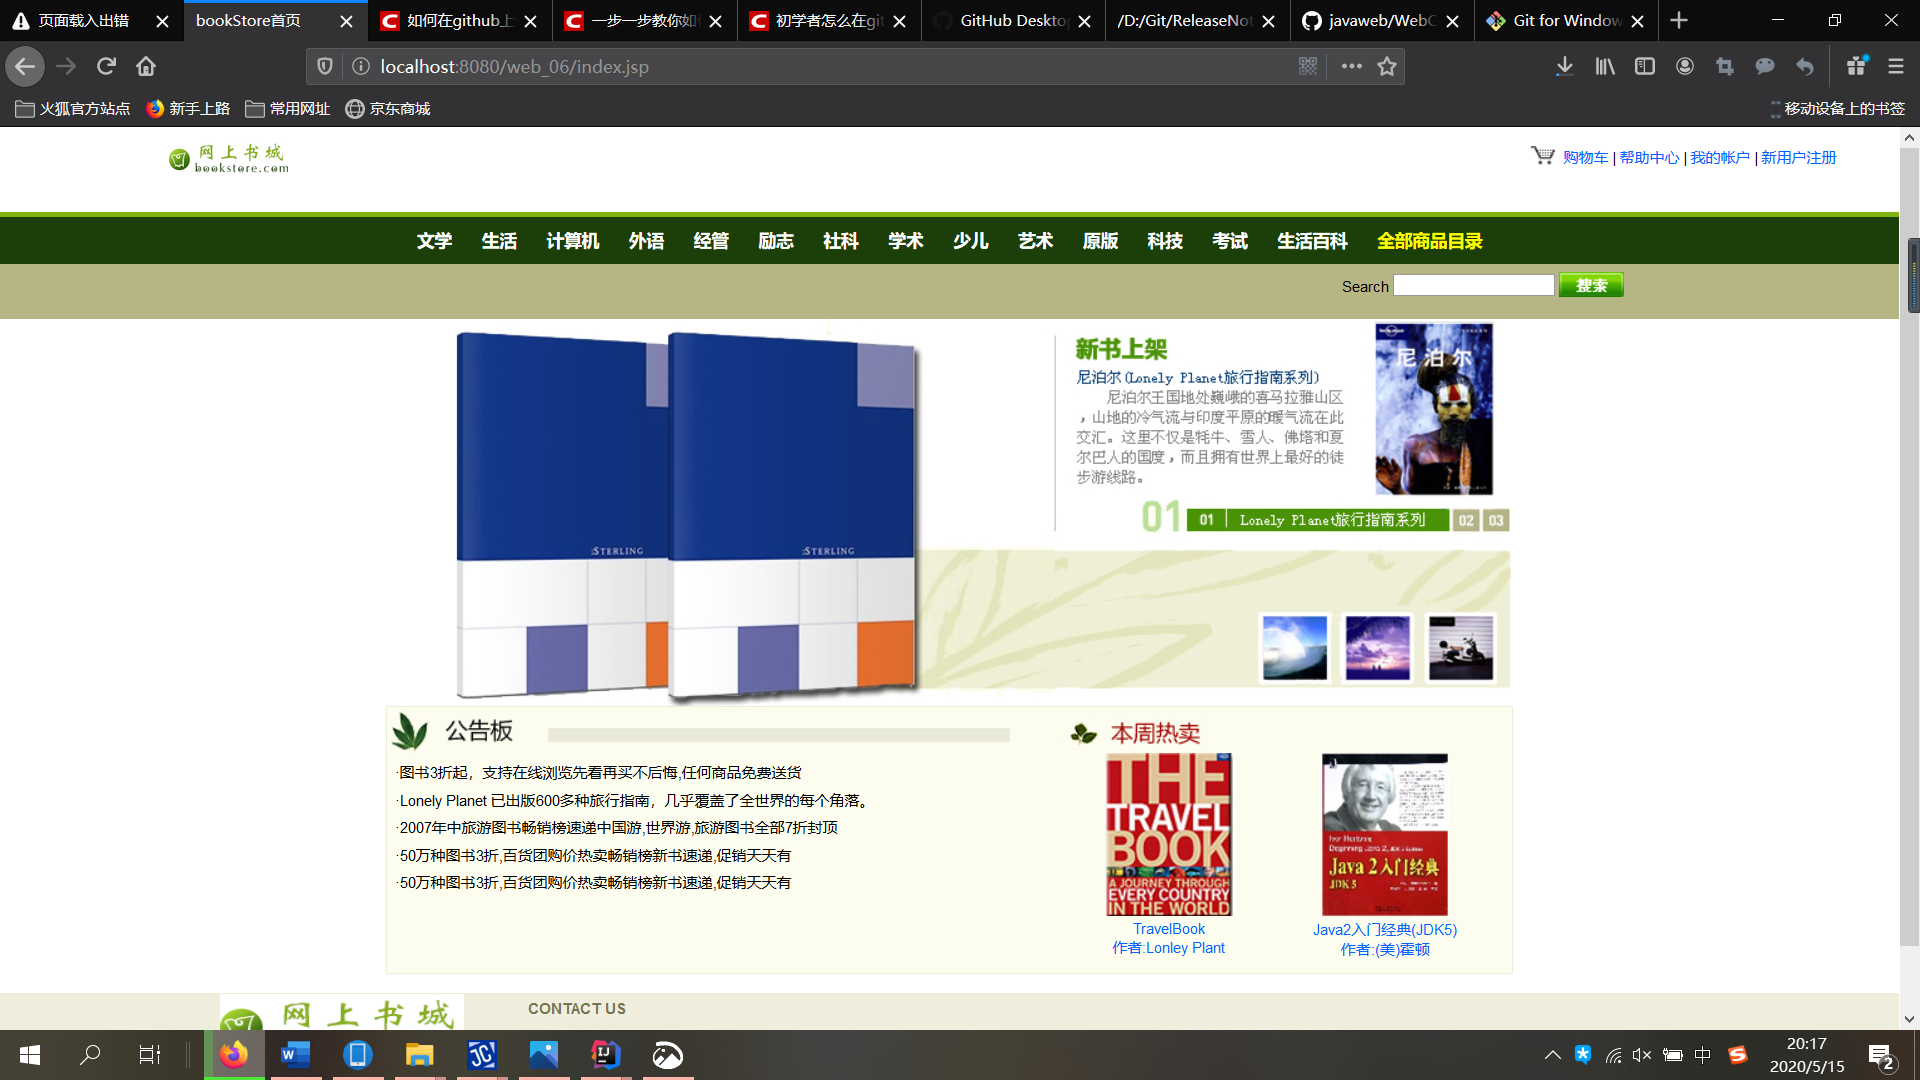 页面载入出错
bookStore首页
如何在github上
一步一步教你如
初学者怎么在git
GitHub Deskto
/D:/Git/ReleaseNot
javaweb/WebC
Git for Window
localhost:8080/web_06/index.jsp
火狐官方站点 新手上路 常用网址 京东商城 移动设备上的书签
网上书城
bookstore.com
购物车 | 帮助中心 | 我的帐户 | 新用户注册
文学 生活 计算机 外语 经管 励志 社科 学术 少儿 艺术 原版 科技 考试 生活百科 全部商品目录
Search 搜索
:STERLING
:STERLING
新书上架
尼泊尔(Lonely Planet旅行指南系列)
尼泊尔王国地处巍峨的喜马拉雅山区
，山地的冷气流与印度平原的暖气流在此
交汇。这里不仅是牦牛、雪人、佛塔和夏
尔巴人的国度，而且拥有世界上最好的徒
步游线路。
尼泊尔
01 01 Lonely Planet旅行指南系列 02 03
公告板
·图书3折起，支持在线浏览先看再买不后悔,任何商品免费送货
·Lonely Planet 已出版600多种旅行指南，几乎覆盖了全世界的每个角落。
·2007年中旅游图书畅销榜速递中国游,世界游,旅游图书全部7折封顶
·50万种图书3折,百货团购价热卖畅销榜新书速递,促销天天有
·50万种图书3折,百货团购价热卖畅销榜新书速递,促销天天有
本周热卖
THE
TRAVEL
BOOK
A JOURNEY THROUGH
EVERY COUNTRY
IN THE WORLD
TravelBook
作者:Lonley Plant
Ivor Horton's
Beginning Java 2, JDK 5 Edition
Java 2入门经典
JDK 5
Java2入门经典(JDK5)
作者:(美)霍顿
网上书城
CONTACT US
中
20:17
2020/5/15
2